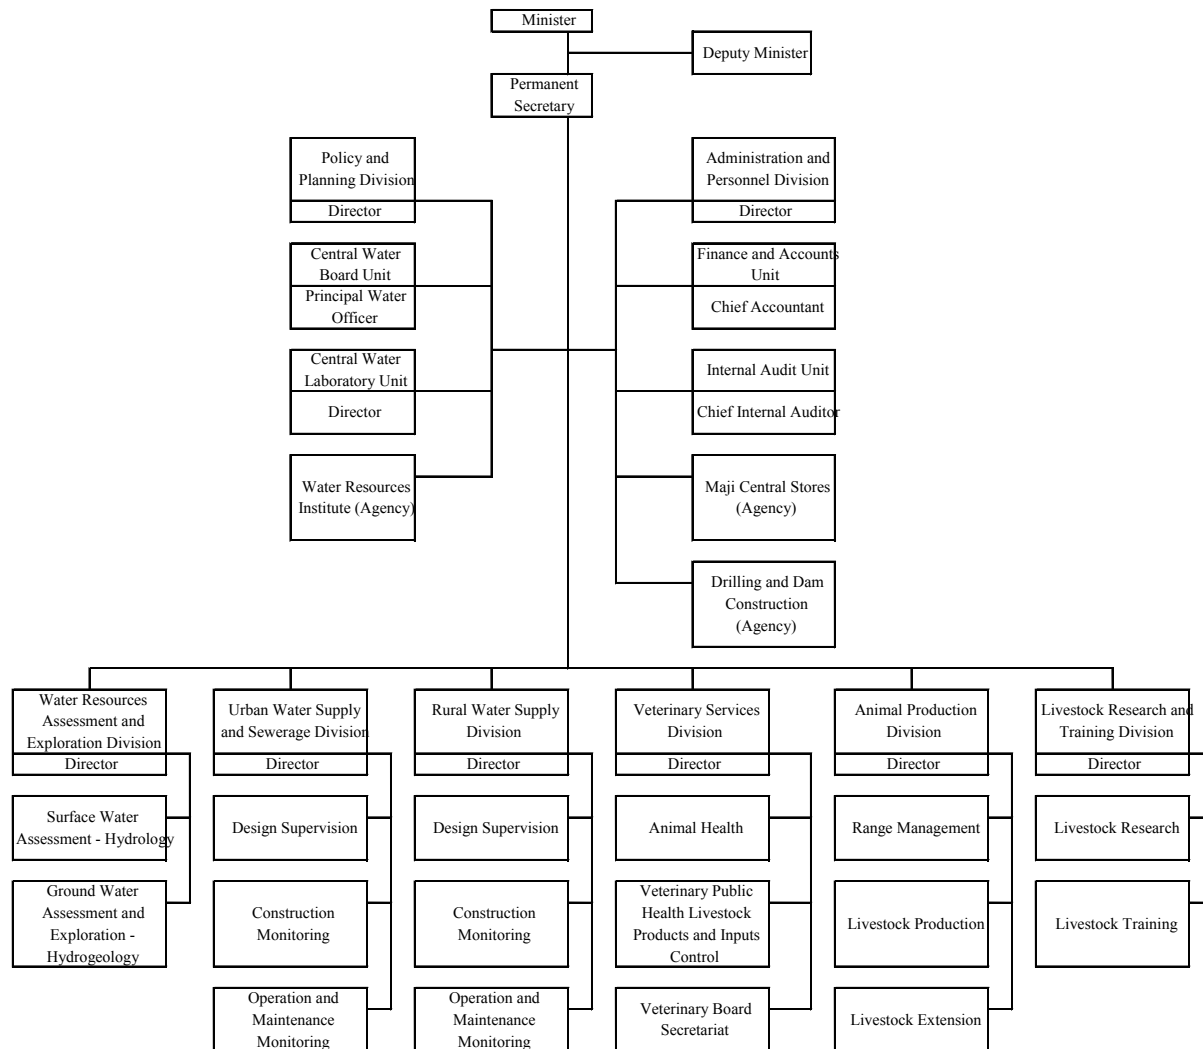 Minister
Deputy Minister
Permanent
Secretary
Policy and
Planning Division
Director
Administration and
Personnel Division
Director
Central Water
Board Unit
Principal Water
Officer
Finance and Accounts
Unit
Chief Accountant
Central Water
Laboratory Unit
Director
Internal Audit Unit
Chief Internal Auditor
Water Resources
Institute (Agency)
Maji Central Stores
(Agency)
Drilling and Dam
Construction
(Agency)
Water Resources
Assessment and
Exploration Division
Director
Surface Water
Assessment - Hydrology
Ground Water
Assessment and
Exploration -
Hydrogeology
Urban Water Supply
and Sewerage Division
Director
Design Supervision
Construction
Monitoring
Operation and
Maintenance
Monitoring
Rural Water Supply
Division
Director
Design Supervision
Construction
Monitoring
Operation and
Maintenance
Monitoring
Veterinary Services
Division
Director
Animal Health
Veterinary Public
Health Livestock
Products and Inputs
Control
Veterinary Board
Secretariat
Animal Production
Division
Director
Range Management
Livestock Production
Livestock Extension
Livestock Research and
Training Division
Director
Livestock Research
Livestock Training